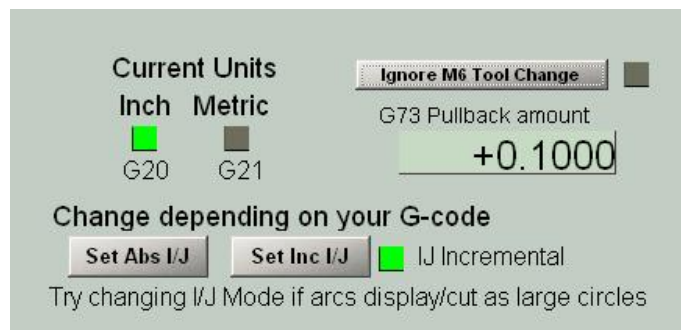 Current Units
Inch Metric
G20 G21
Ignore M6 Tool Change
G73 Pullback amount
+0.1000
Change depending on your G-code
Set Abs I/J Set Inc I/J IJ Incremental
Try changing I/J Mode if arcs display/cut as large circles